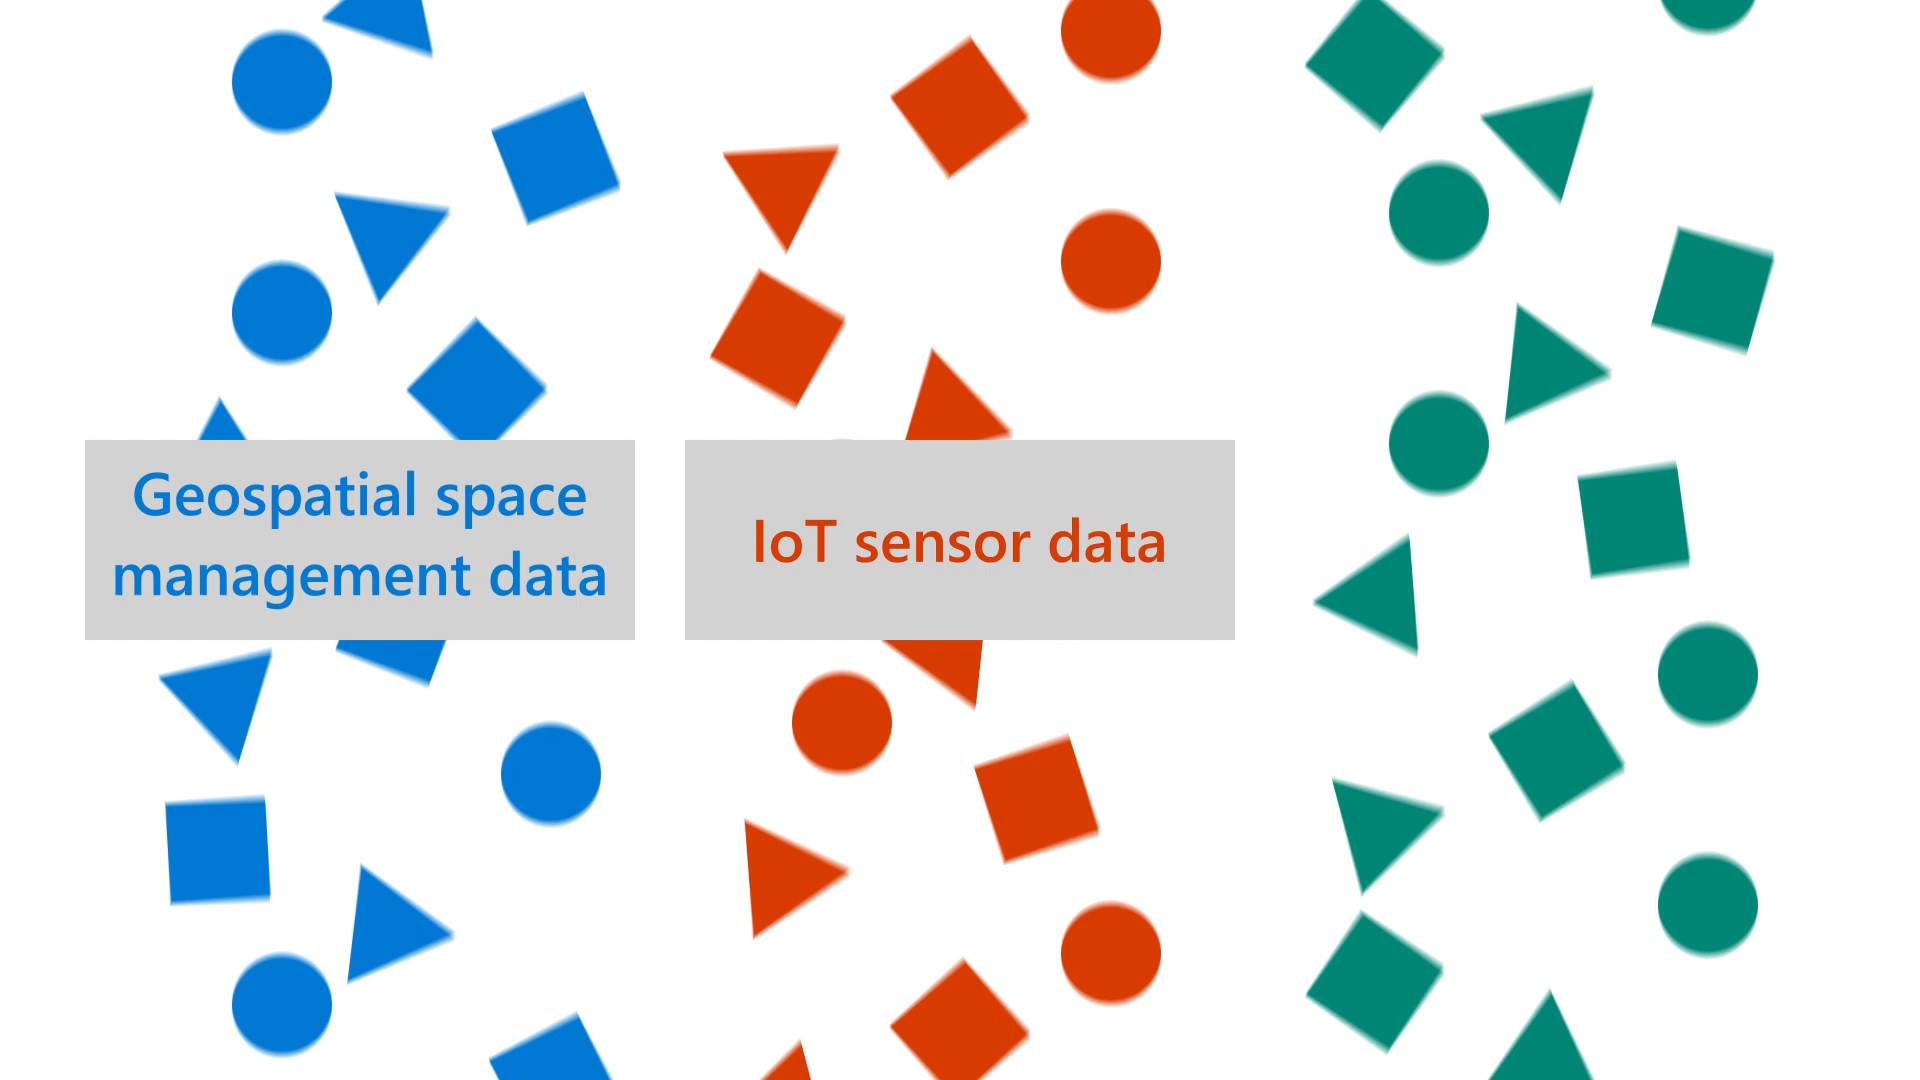 Geospatial space
management data
IoT sensor data